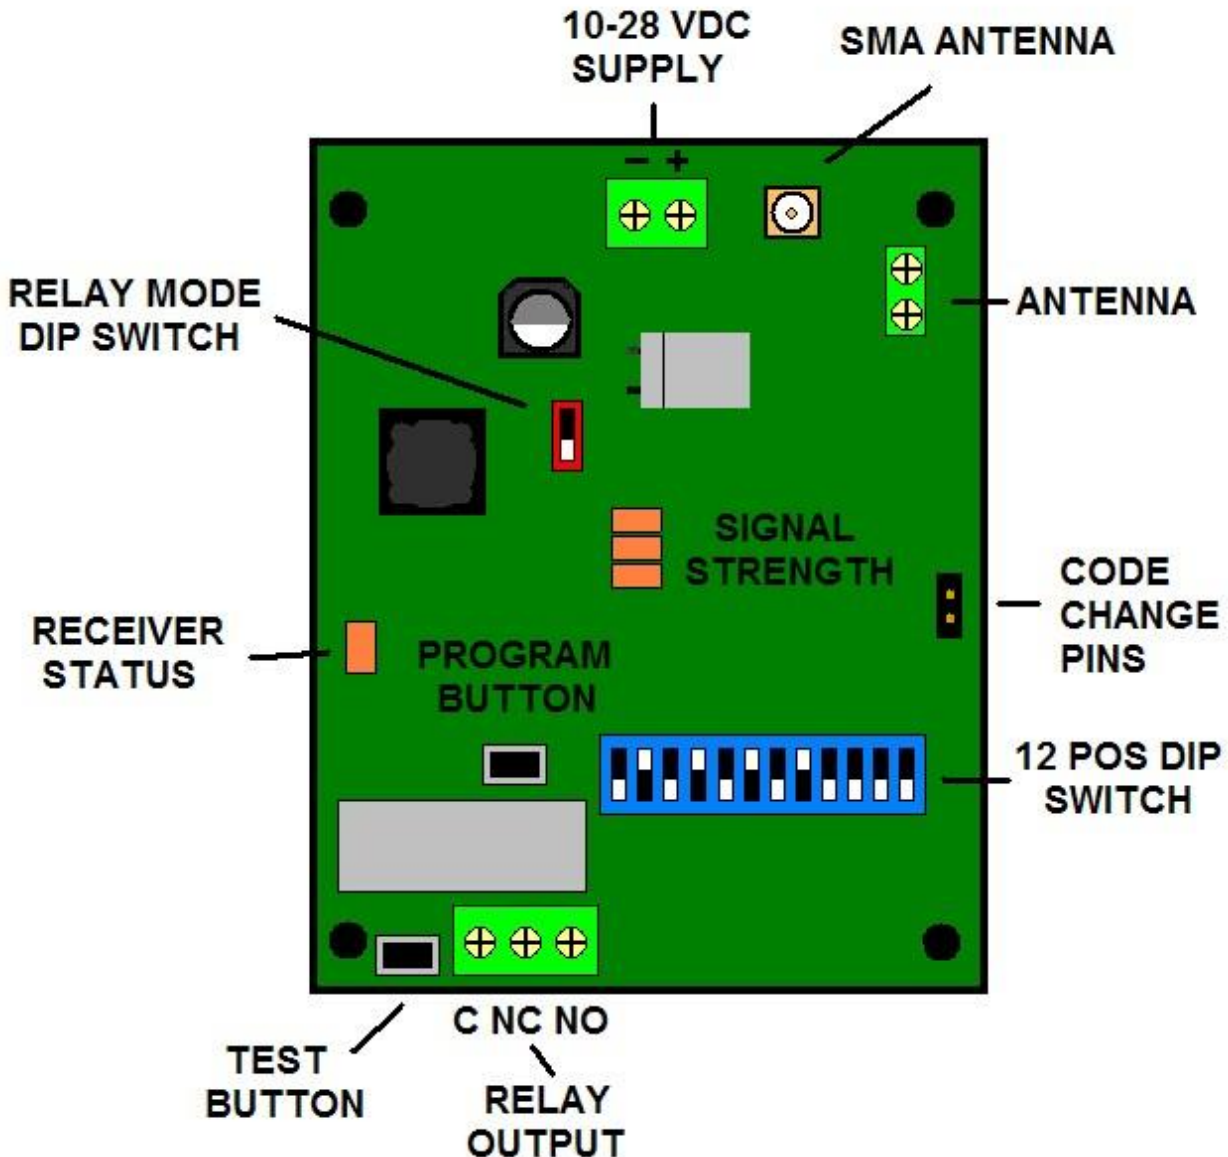 10-28 VDC
SUPPLY
SMA ANTENNA
− +
RELAY MODE
DIP SWITCH
ANTENNA
SIGNAL
STRENGTH
CODE
CHANGE
PINS
RECEIVER
STATUS
PROGRAM
BUTTON
12 POS DIP
SWITCH
C NC NO
TEST
BUTTON
RELAY
OUTPUT